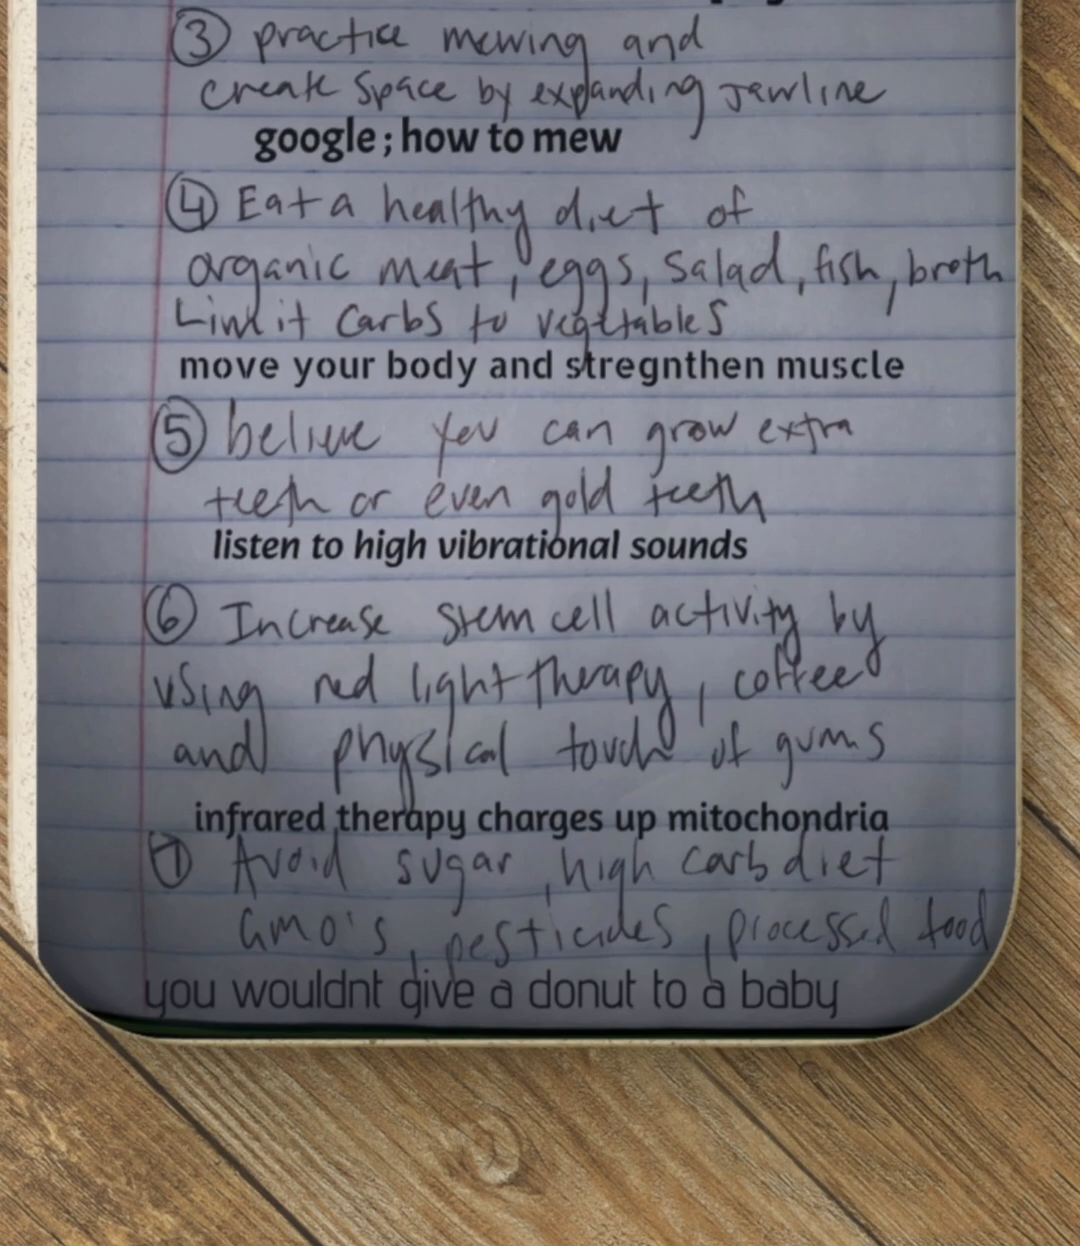 ③ practice mewing and
create space by expanding Jawline
google ; how to mew
④ Eat a healthy diet of
organic meat, eggs, salad, fish, broth
Limit carbs to vegetables
move your body and stregnthen muscle
⑤ believe you can grow extra
teeth or even gold teeth
listen to high vibrational sounds
⑥ Increase stem cell activity by
using red light therapy, coffee
and physical touch of gums
infrared therapy charges up mitochondria
⑦ Avoid sugar, high carb diet
GMO's, pesticides, processed food
you wouldnt give a donut to a baby